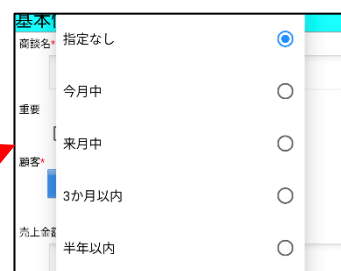 基本
指定なし
商談名*
今月中
重要
来月中
顧客*
3か月以内
売上金
半年以内